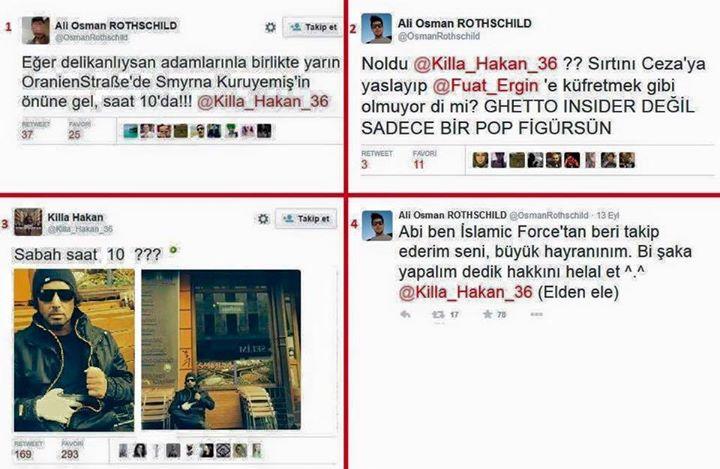 1
Ali Osman ROTHSCHILD
@OsmanRothschild
Takip et
Eğer delikanlıysan adamlarınla birlikte yarın
OranienStraße'de Smyrna Kuruyemiş'in
önüne gel, saat 10'da!!! @Killa_Hakan_36
RETWEET FAVORİ
37 25
2
Ali Osman ROTHSCHILD
@OsmanRothschild
Noldu @Killa_Hakan_36 ?? Sırtını Ceza'ya
yaslayıp @Fuat_Ergin 'e küfretmek gibi
olmuyor di mi? GHETTO INSIDER DEĞİL
SADECE BİR POP FİGÜRSÜN
RETWEET FAVORİ
3 11
3
Killa Hakan
@Killa_Hakan_36
Takip et
Sabah saat 10 ???
SELİM
RETWEET FAVORİ
169 293
4
Ali Osman ROTHSCHILD @OsmanRothschild · 13 Eyl
Abi ben İslamic Force'tan beri takip
ederim seni, büyük hayranınım. Bi şaka
yapalım dedik hakkını helal et ^.^
@Killa_Hakan_36 (Elden ele)
17 78